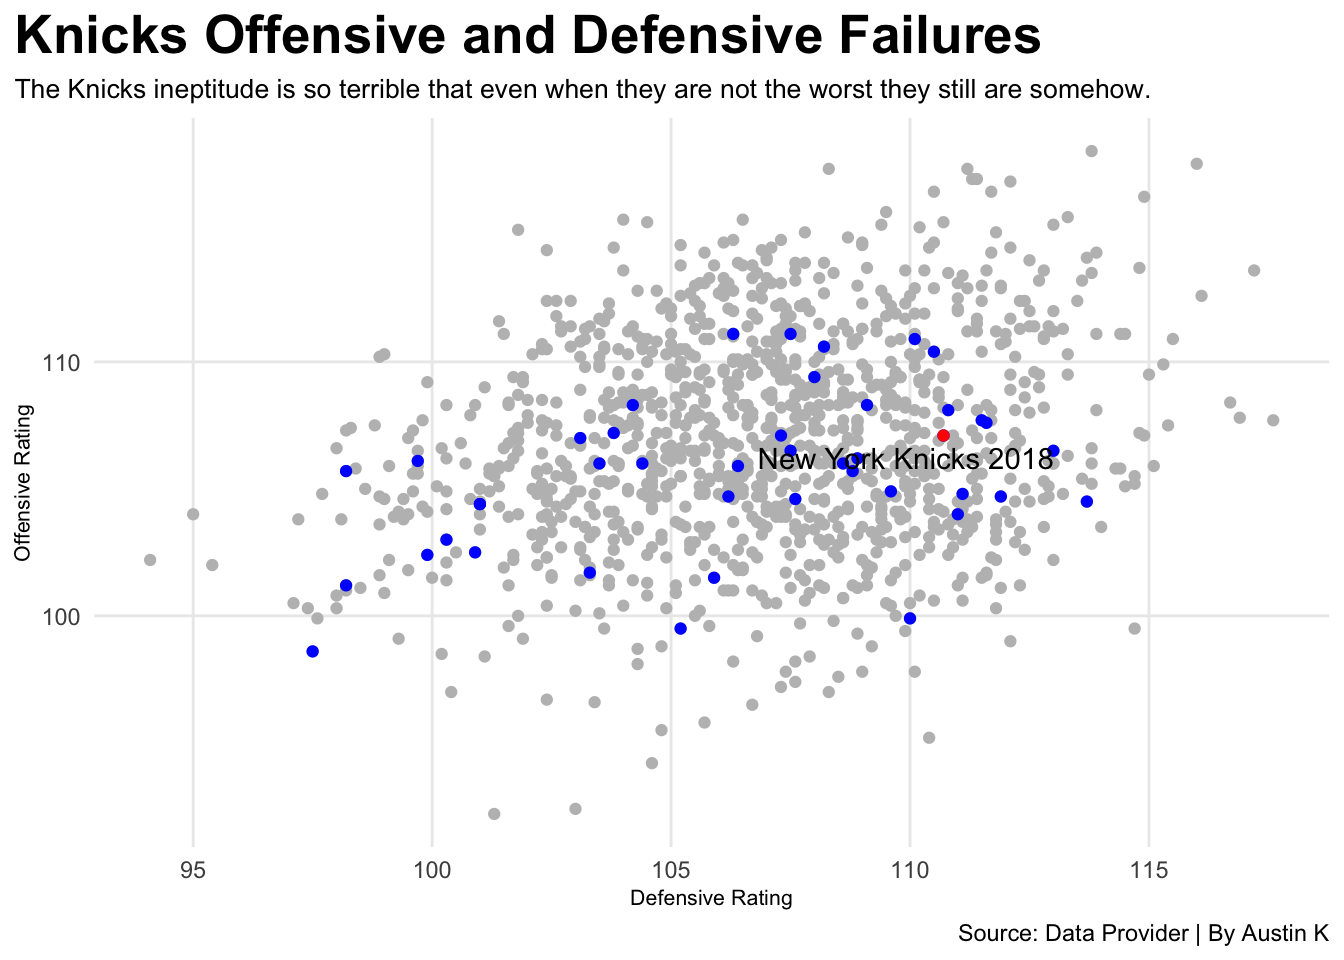 Knicks Offensive and Defensive Failures
The Knicks ineptitude is so terrible that even when they are not the worst they still are somehow.
110
100
Offensive Rating
New York Knicks 2018
95
100
105
110
115
Defensive Rating
Source: Data Provider | By Austin K